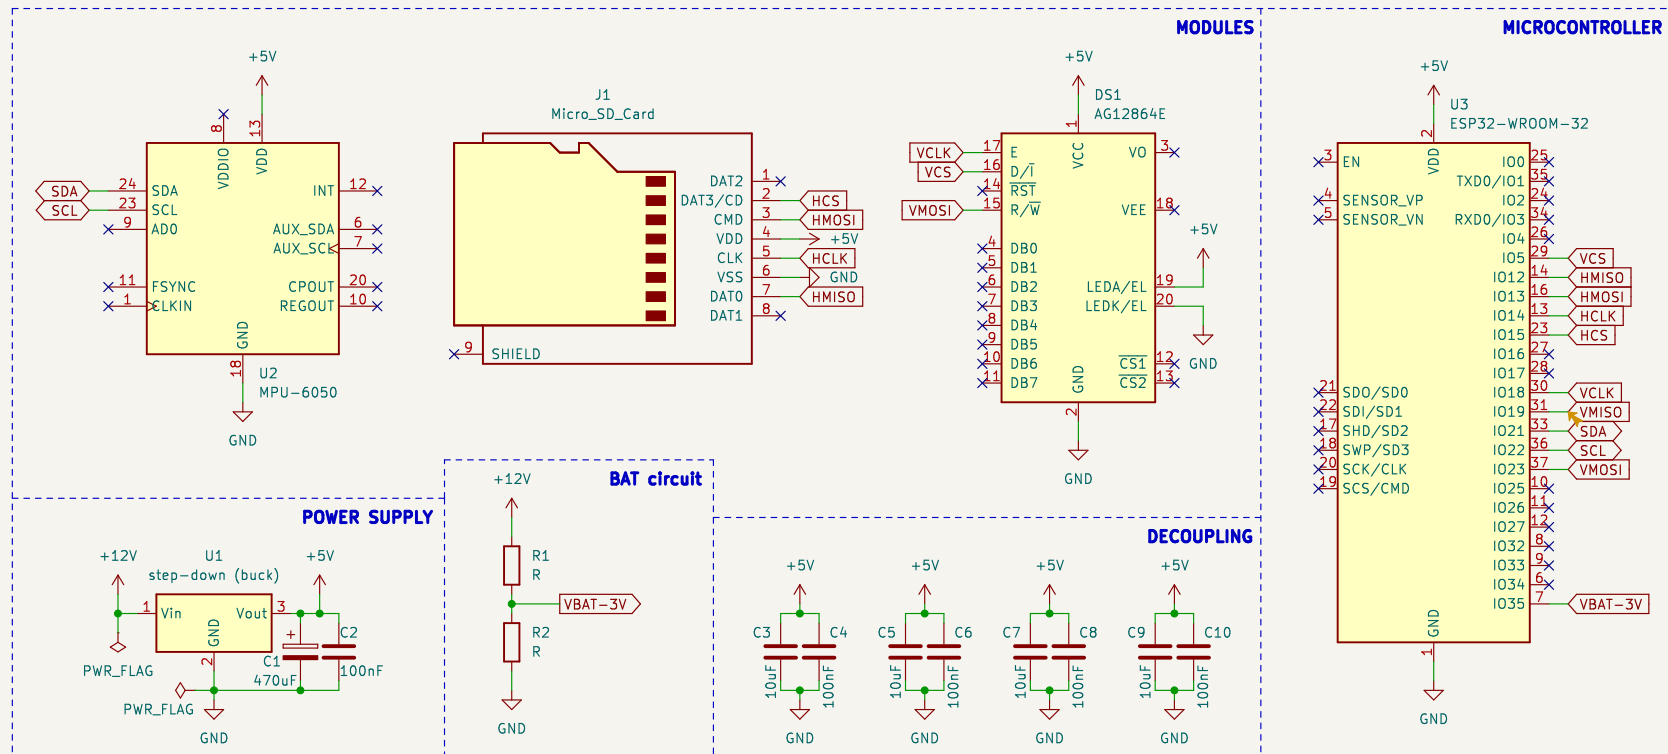 MODULES
+5V
8
13
VDDIO
VDD
SDA 24 SDA
SCL 23 SCL
9 AD0
11 FSYNC
1 CLKIN
INT 12
AUX_SDA 6
AUX_SCL 7
CPOUT 20
REGOUT 10
GND
18
U2
MPU-6050
GND
J1
Micro_SD_Card
DAT2 1
DAT3/CD 2 HCS
CMD 3 HMOSI
VDD 4 +5V
CLK 5 HCLK
VSS 6 GND
DAT0 7 HMISO
DAT1 8
9 SHIELD
+5V
DS1
AG12864E
1
VCC
VCLK 17 E
VCS 16 D/I
14 RST
VMOSI 15 R/W
4 DB0
5 DB1
6 DB2
7 DB3
8 DB4
9 DB5
10 DB6
11 DB7
VO 3
VEE 18
+5V
LEDA/EL 19
LEDK/EL 20
GND
CS1 12
CS2 13
GND
2
GND
MICROCONTROLLER
+5V
U3
ESP32-WROOM-32
2
VDD
3 EN
4 SENSOR_VP
5 SENSOR_VN
21 SDO/SD0
22 SDI/SD1
17 SHD/SD2
18 SWP/SD3
20 SCK/CLK
19 SCS/CMD
IO0 25
TXD0/IO1 35
IO2 24
RXD0/IO3 34
IO4 26
IO5 29 VCS
IO12 14 HMISO
IO13 16 HMOSI
IO14 13 HCLK
IO15 23 HCS
IO16 27
IO17 28
IO18 30 VCLK
IO19 31 VMISO
IO21 33 SDA
IO22 36 SCL
IO23 37 VMOSI
IO25 10
IO26 11
IO27 12
IO32 8
IO33 9
IO34 6
IO35 7 VBAT-3V
GND
1
GND
POWER SUPPLY
+12V
U1
step-down (buck)
+5V
1 Vin
Vout 3
GND
2
+
C1
470uF
C2
100nF
PWR_FLAG
PWR_FLAG
GND
BAT circuit
+12V
R1
R
VBAT-3V
R2
R
GND
DECOUPLING
+5V
C3
10uF
C4
100nF
GND
+5V
C5
10uF
C6
100nF
GND
+5V
C7
10uF
C8
100nF
GND
+5V
C9
10uF
C10
100nF
GND